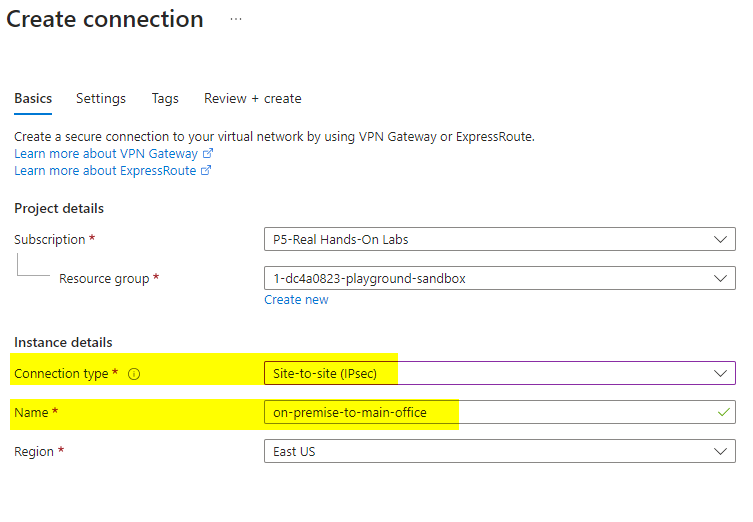 Create connection ...
Basics Settings Tags Review + create
Create a secure connection to your virtual network by using VPN Gateway or ExpressRoute.
Learn more about VPN Gateway
Learn more about ExpressRoute
Project details
Subscription * P5-Real Hands-On Labs
Resource group * 1-dc4a0823-playground-sandbox
Create new
Instance details
Connection type * Site-to-site (IPsec)
Name * on-premise-to-main-office
Region * East US